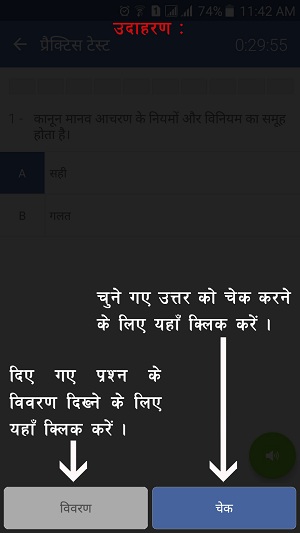 74% 11:42 AM
उदाहरण :
प्रैक्टिस टेस्ट 0:29:55
1 - कानून मानव आचरण के नियमों और विनियम का समूह
होता है।
A सही
B गलत
चुने गए उत्तर को चेक करने
के लिए यहाँ क्लिक करें ।
दिए गए प्रश्न के
विवरण दिखने के लिए
यहाँ क्लिक करें ।
विवरण चेक